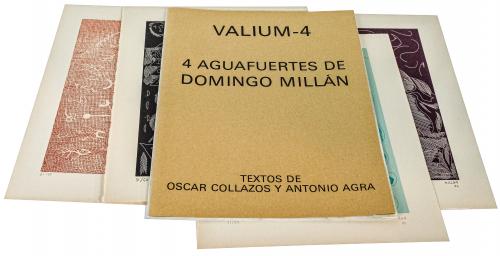 VALIUM-4
4 AGUAFUERTES DE
DOMINGO MILLÁN
TEXTOS DE
OSCAR COLLAZOS Y ANTONIO AGRA